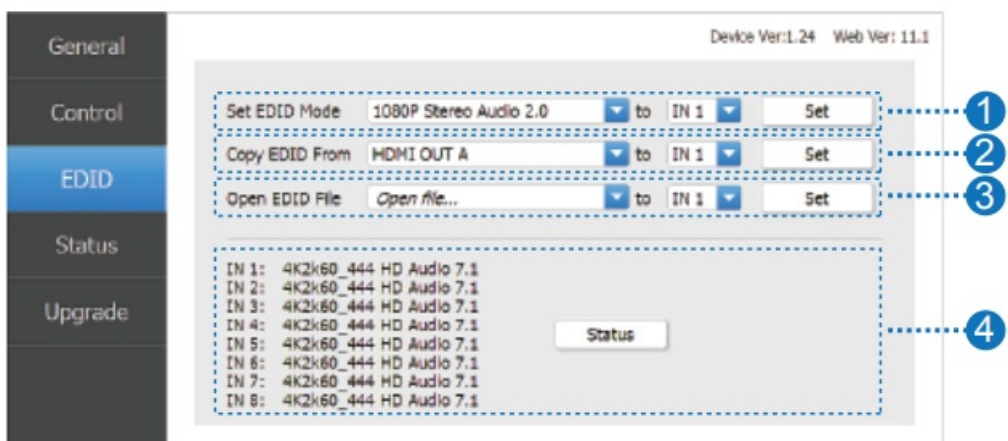 Device Ver:1.24 Web Ver: 11.1
General
Control
EDID
Status
Upgrade
Set EDID Mode 1080P Stereo Audio 2.0 to IN 1 Set 1
Copy EDID From HDMI OUT A to IN 1 Set 2
Open EDID File Open file... to IN 1 Set 3
IN 1: 4K2k60_444 HD Audio 7.1
IN 2: 4K2k60_444 HD Audio 7.1
IN 3: 4K2k60_444 HD Audio 7.1
IN 4: 4K2k60_444 HD Audio 7.1
IN 5: 4K2k60_444 HD Audio 7.1
IN 6: 4K2k60_444 HD Audio 7.1
IN 7: 4K2k60_444 HD Audio 7.1
IN 8: 4K2k60_444 HD Audio 7.1
Status 4